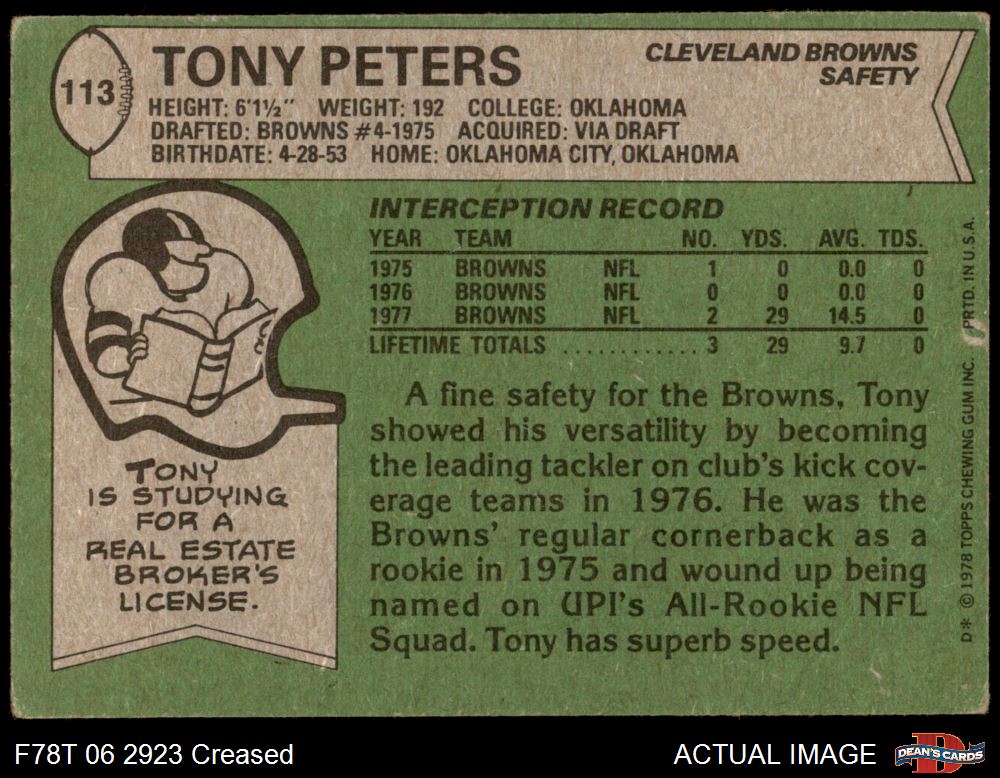 113
TONY PETERS
CLEVELAND BROWNS
SAFETY
HEIGHT: 6'1½" WEIGHT: 192 COLLEGE: OKLAHOMA
DRAFTED: BROWNS #4-1975 ACQUIRED: VIA DRAFT
BIRTHDATE: 4-28-53 HOME: OKLAHOMA CITY, OKLAHOMA
INTERCEPTION RECORD
YEAR TEAM NO. YDS. AVG. TDS.
1975 BROWNS NFL 1 0 0.0 0
1976 BROWNS NFL 0 0 0.0 0
1977 BROWNS NFL 2 29 14.5 0
LIFETIME TOTALS ............ 3 29 9.7 0
A fine safety for the Browns, Tony
showed his versatility by becoming
the leading tackler on club's kick cov-
erage teams in 1976. He was the
Browns' regular cornerback as a
rookie in 1975 and wound up being
named on UPI's All-Rookie NFL
Squad. Tony has superb speed.
TONY
IS STUDYING
FOR A
REAL ESTATE
BROKER'S
LICENSE.
D* © 1978 TOPPS CHEWING GUM INC. PRTD. IN U.S.A.
F78T 06 2923 Creased
ACTUAL IMAGE
DEAN'S CARDS